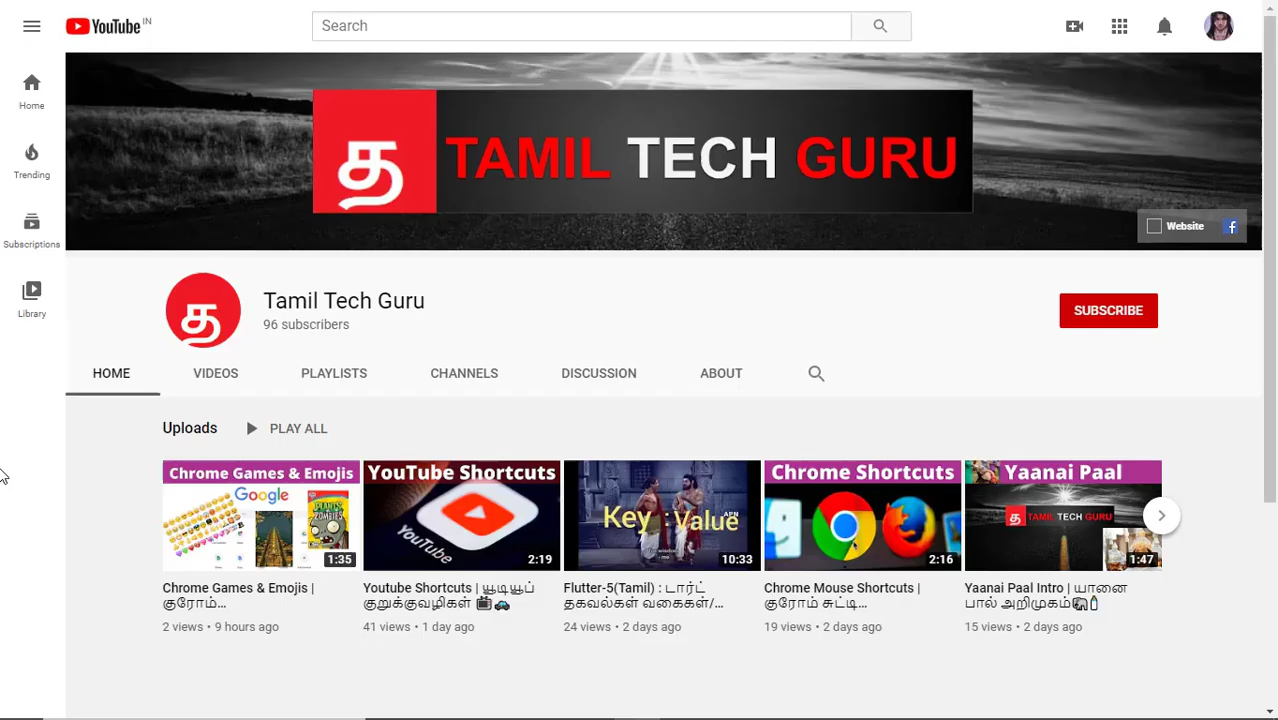 YouTube IN
Search
Home
Trending
Subscriptions
Library
த TAMIL TECH GURU
Website f
த
Tamil Tech Guru
96 subscribers
SUBSCRIBE
HOME VIDEOS PLAYLISTS CHANNELS DISCUSSION ABOUT
Uploads PLAY ALL
Chrome Games & Emojis
Google
PLANTS
ZOMBIES
1:35
YouTube Shortcuts
YouTube
2:19
APN
Key : Value
10:33
Chrome Shortcuts
2:16
Yaanai Paal
த TAMIL TECH GURU
1:47
Chrome Games & Emojis |
குரோம்...
2 views • 9 hours ago
Youtube Shortcuts | யூடியூப்
குறுக்குவழிகள் 📺🚗
41 views • 1 day ago
Flutter-5(Tamil) : டார்ட்
தகவல்கள் வகைகள்/...
24 views • 2 days ago
Chrome Mouse Shortcuts |
குரோம் சுட்டி...
19 views • 2 days ago
Yaanai Paal Intro | யானை
பால் அறிமுகம்🐘🍼
15 views • 2 days ago